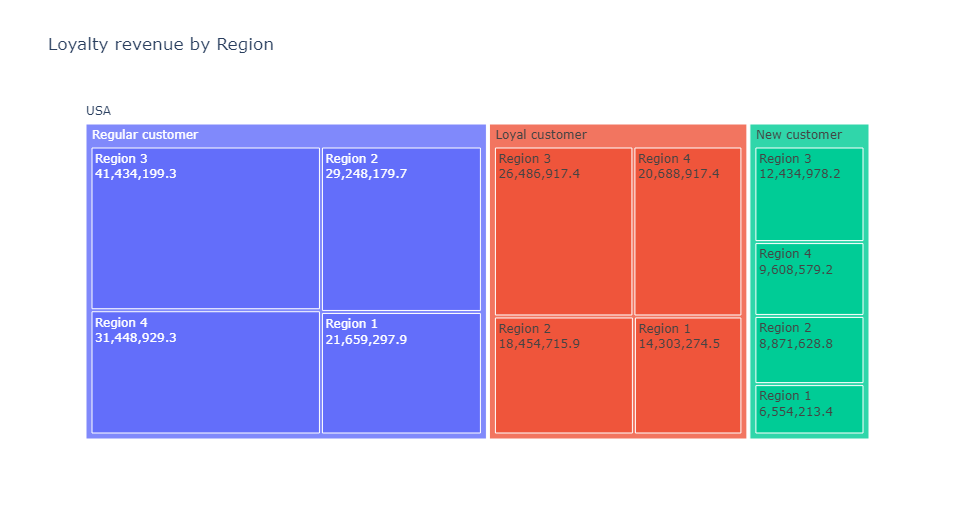 Loyalty revenue by Region
USA
Regular customer
Region 3
41,434,199.3
Region 2
29,248,179.7
Region 4
31,448,929.3
Region 1
21,659,297.9
Loyal customer
Region 3
26,486,917.4
Region 4
20,688,917.4
Region 2
18,454,715.9
Region 1
14,303,274.5
New customer
Region 3
12,434,978.2
Region 4
9,608,579.2
Region 2
8,871,628.8
Region 1
6,554,213.4